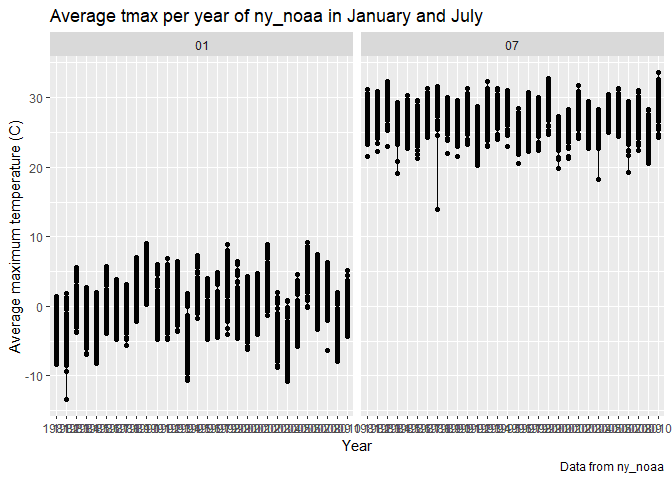 Average tmax per year of ny_noaa in January and July
01 07
Average maximum temperature (C)
30
20
10
0
-10
Year
Data from ny_noaa